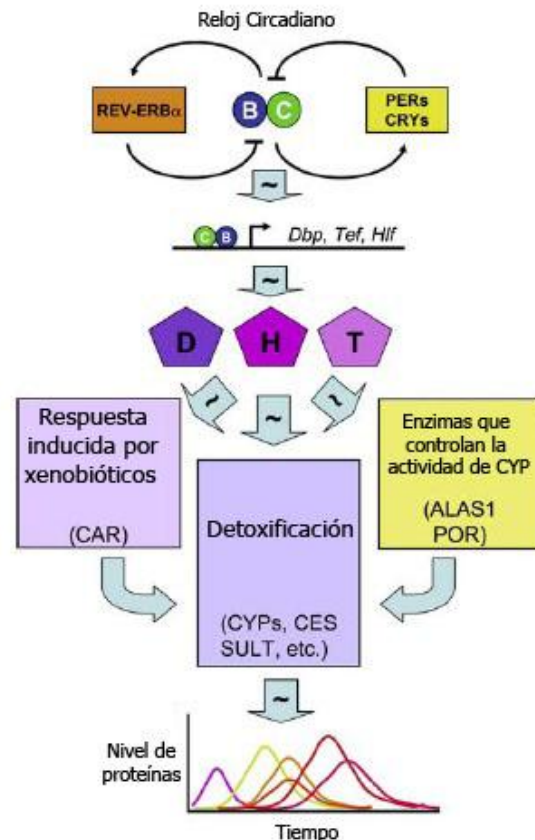 Reloj Circadiano
REV-ERBα
B C
PERs
CRYs
~
C B
Dbp, Tef, Hlf
~
D H T
~ ~ ~
Respuesta
inducida por
xenobióticos
(CAR)
Detoxificación
(CYPs, CES
SULT, etc.)
Enzimas que
controlan la
actividad de CYP
(ALAS1
POR)
~
Nivel de
proteínas
Tiempo